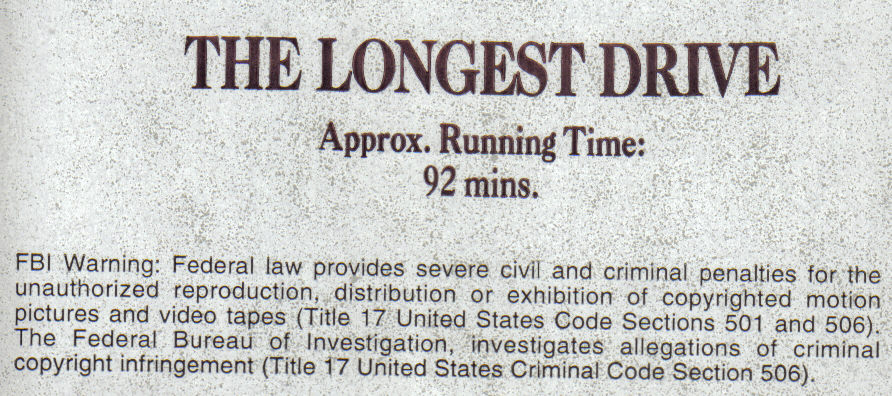 THE LONGEST DRIVE
Approx. Running Time:
92 mins.
FBI Warning: Federal law provides severe civil and criminal penalties for the
unauthorized reproduction, distribution or exhibition of copyrighted motion
pictures and video tapes (Title 17 United States Code Sections 501 and 506).
The Federal Bureau of Investigation, investigates allegations of criminal
copyright infringement (Title 17 United States Criminal Code Section 506).